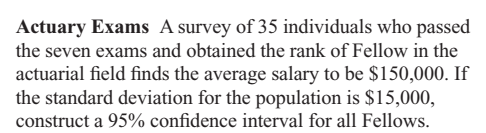 Actuary Exams A survey of 35 individuals who passed
the seven exams and obtained the rank of Fellow in the
actuarial field finds the average salary to be $150,000. If
the standard deviation for the population is $15,000,
construct a 95% confidence interval for all Fellows.